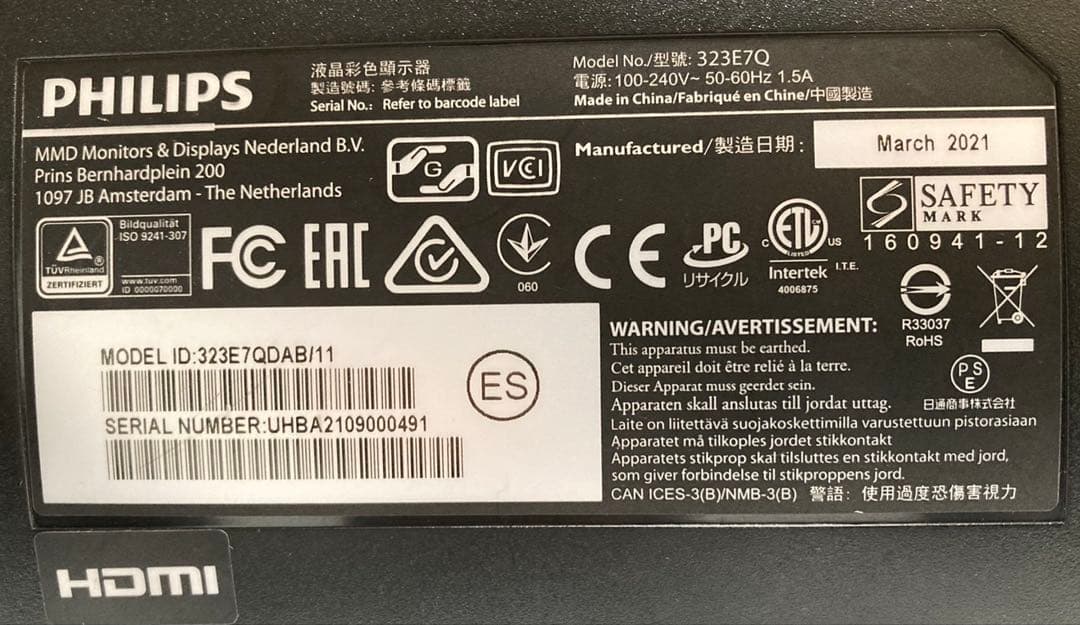 PHILIPS
液晶彩色顯示器
製造號碼: 參考條碼標籤
Serial No.: Refer to barcode label
Model No./型號: 323E7Q
電源: 100-240V~ 50-60Hz 1.5A
Made in China/Fabriqué en Chine/中國製造
MMD Monitors & Displays Nederland B.V.
Prins Bernhardplein 200
1097 JB Amsterdam - The Netherlands
G
VCCI
Manufactured/製造日期:
March 2021
SAFETY
MARK
160941-12
TÜVRheinland
®
ZERTIFIZIERT
Bildqualität
ISO 9241-307
www.tuv.com
ID 0000070000
FC
EAC
060
CE
PC
リサイクル
ETL
LISTED
C US
Intertek I.T.E.
4006875
R33037
RoHS
PSE
日通商事株式会社
MODEL ID:323E7QDAB/11
SERIAL NUMBER:UHBA2109000491
ES
WARNING/AVERTISSEMENT:
This apparatus must be earthed.
Cet appareil doit être relié à la terre.
Dieser Apparat muss geerdet sein.
Apparaten skall anslutas till jordat uttag.
Laite on liitettävä suojakoskettimilla varustettuun pistorasiaan
Apparatet må tilkoples jordet stikkontakt
Apparatets stikprop skal tilsluttes en stikkontakt med jord,
som giver forbindelse til stikproppens jord.
CAN ICES-3(B)/NMB-3(B) 警語: 使用過度恐傷害視力
HDMI